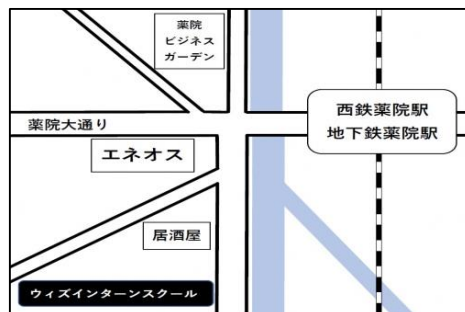 薬院
ビジネス
ガーデン
西鉄薬院駅
地下鉄薬院駅
薬院大通り
エネオス
居酒屋
ウィズインターンスクール